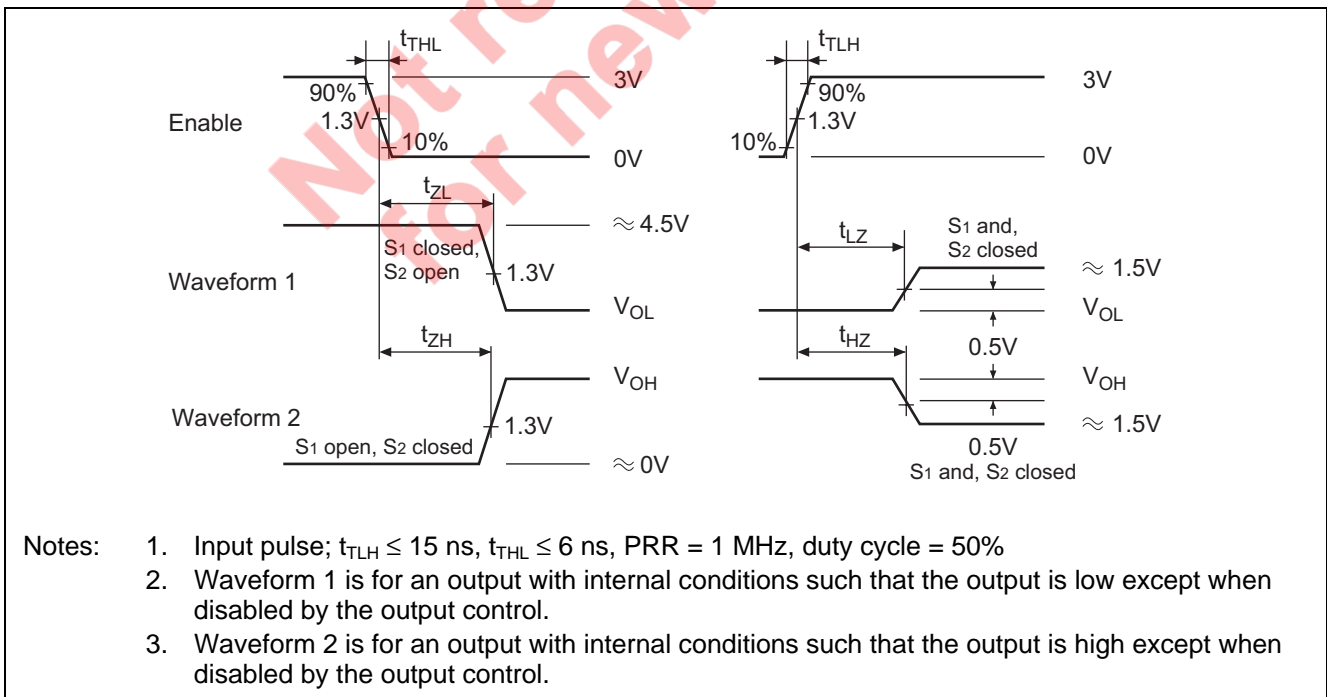 Not r
for new
tTHL
tTLH
3V
3V
90%
90%
Enable
1.3V
1.3V
10%
10%
0V
0V
tZL
≈ 4.5V
S1 closed,
S2 open
tLZ
S1 and,
S2 closed
Waveform 1
1.3V
≈ 1.5V
VOL
VOL
0.5V
tZH
tHZ
VOH
VOH
Waveform 2
1.3V
≈ 1.5V
S1 open, S2 closed
≈ 0V
0.5V
S1 and, S2 closed
Notes: 1. Input pulse; tTLH ≤ 15 ns, tTHL ≤ 6 ns, PRR = 1 MHz, duty cycle = 50%
2. Waveform 1 is for an output with internal conditions such that the output is low except when
disabled by the output control.
3. Waveform 2 is for an output with internal conditions such that the output is high except when
disabled by the output control.